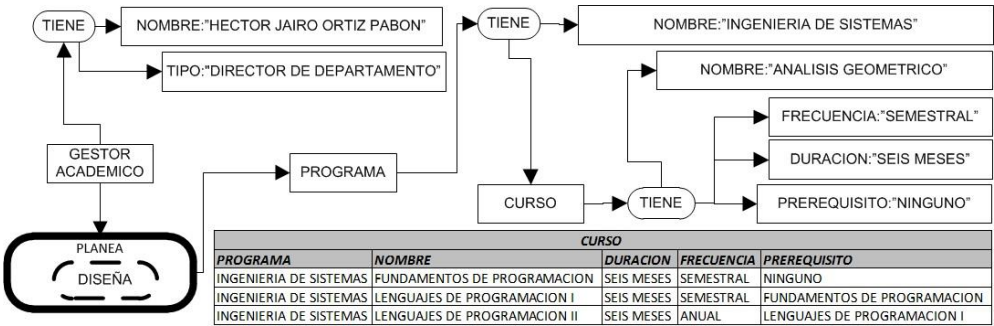 TIENE
NOMBRE:"HECTOR JAIRO ORTIZ PABON"
TIPO:"DIRECTOR DE DEPARTAMENTO"
GESTOR
ACADEMICO
PLANEA
DISEÑA
PROGRAMA
TIENE
NOMBRE:"INGENIERIA DE SISTEMAS"
NOMBRE:"ANALISIS GEOMETRICO"
FRECUENCIA:"SEMESTRAL"
DURACION:"SEIS MESES"
PREREQUISITO:"NINGUNO"
CURSO
TIENE
CURSO
PROGRAMA NOMBRE DURACION FRECUENCIA PREREQUISITO
INGENIERIA DE SISTEMAS FUNDAMENTOS DE PROGRAMACION SEIS MESES SEMESTRAL NINGUNO
INGENIERIA DE SISTEMAS LENGUAJES DE PROGRAMACION I SEIS MESES SEMESTRAL FUNDAMENTOS DE PROGRAMACION
INGENIERIA DE SISTEMAS LENGUAJES DE PROGRAMACION II SEIS MESES ANUAL LENGUAJES DE PROGRAMACION I